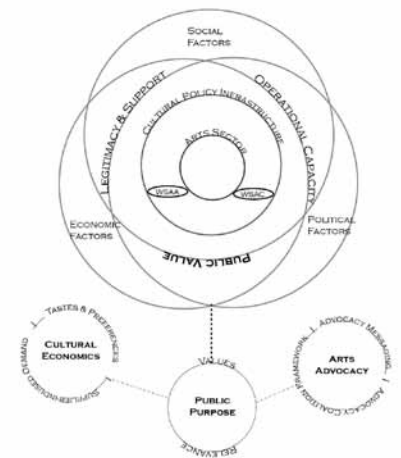 SOCIAL
FACTORS
LEGITIMACY & SUPPORT
OPERATIONAL CAPACITY
CULTURAL POLICY INFRASTRUCTURE
ARTS SECTOR
WSAA
WSAC
ECONOMIC
FACTORS
POLITICAL
FACTORS
PUBLIC VALUE
TASTES & PREFERENCES
CULTURAL
ECONOMICS
SUPPLIER-INDUSED DEMAND
VALUES
PUBLIC
PURPOSE
RELEVANCE
ADVOCACY MESSAGING
ARTS
ADVOCACY
ADVOCACY COALITION FRAMEWORK